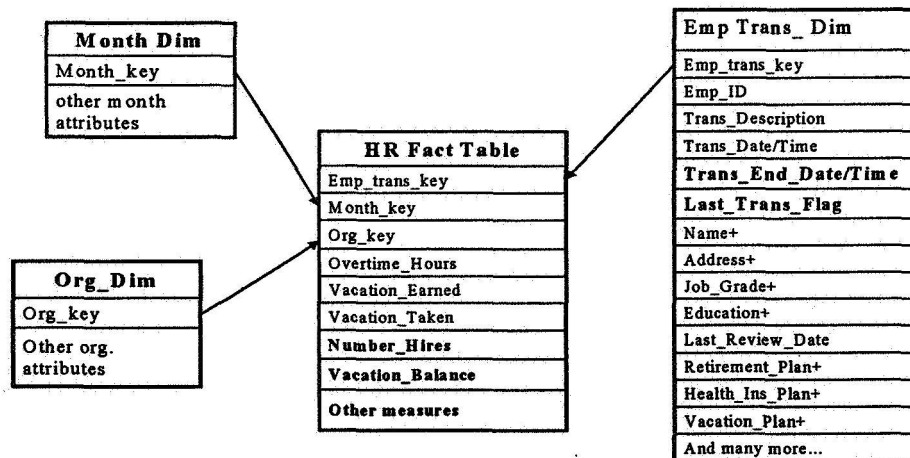 Month Dim
Month_key
other month
attributes
Org_Dim
Org_key
Other org.
attributes
HR Fact Table
Emp_trans_key
Month_key
Org_key
Overtime_Hours
Vacation_Earned
Vacation_Taken
Number_Hires
Vacation_Balance
Other measures
Emp Trans_ Dim
Emp_trans_key
Emp_ID
Trans_Description
Trans_Date/Time
Trans_End_Date/Time
Last_Trans_Flag
Name+
Address+
Job_Grade+
Education+
Last_Review_Date
Retirement_Plan+
Health_Ins_Plan+
Vacation_Plan+
And many more...